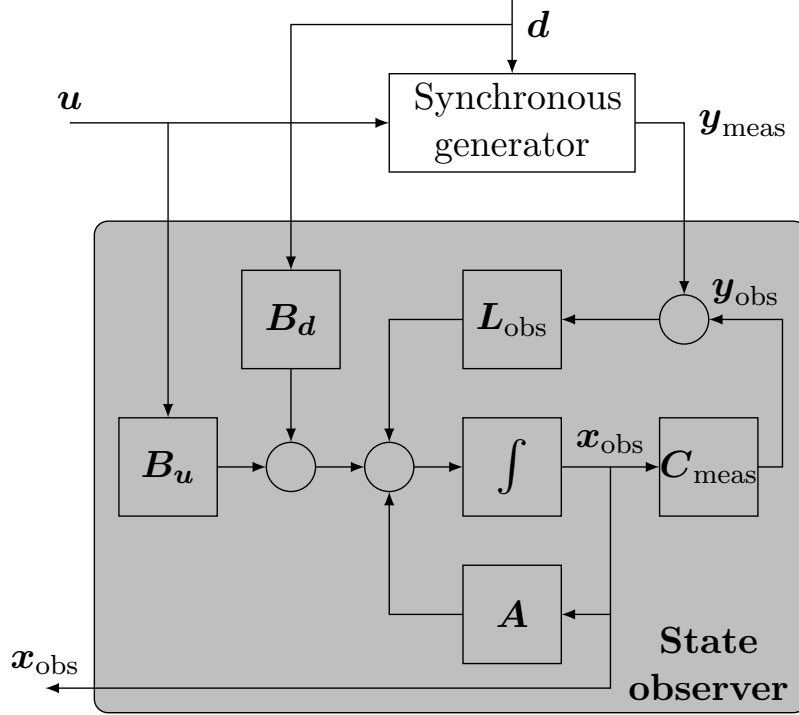 d
u
Synchronous
generator
y_meas
B_d
L_obs
y_obs
B_u
∫
x_obs
C_meas
A
x_obs
State
observer